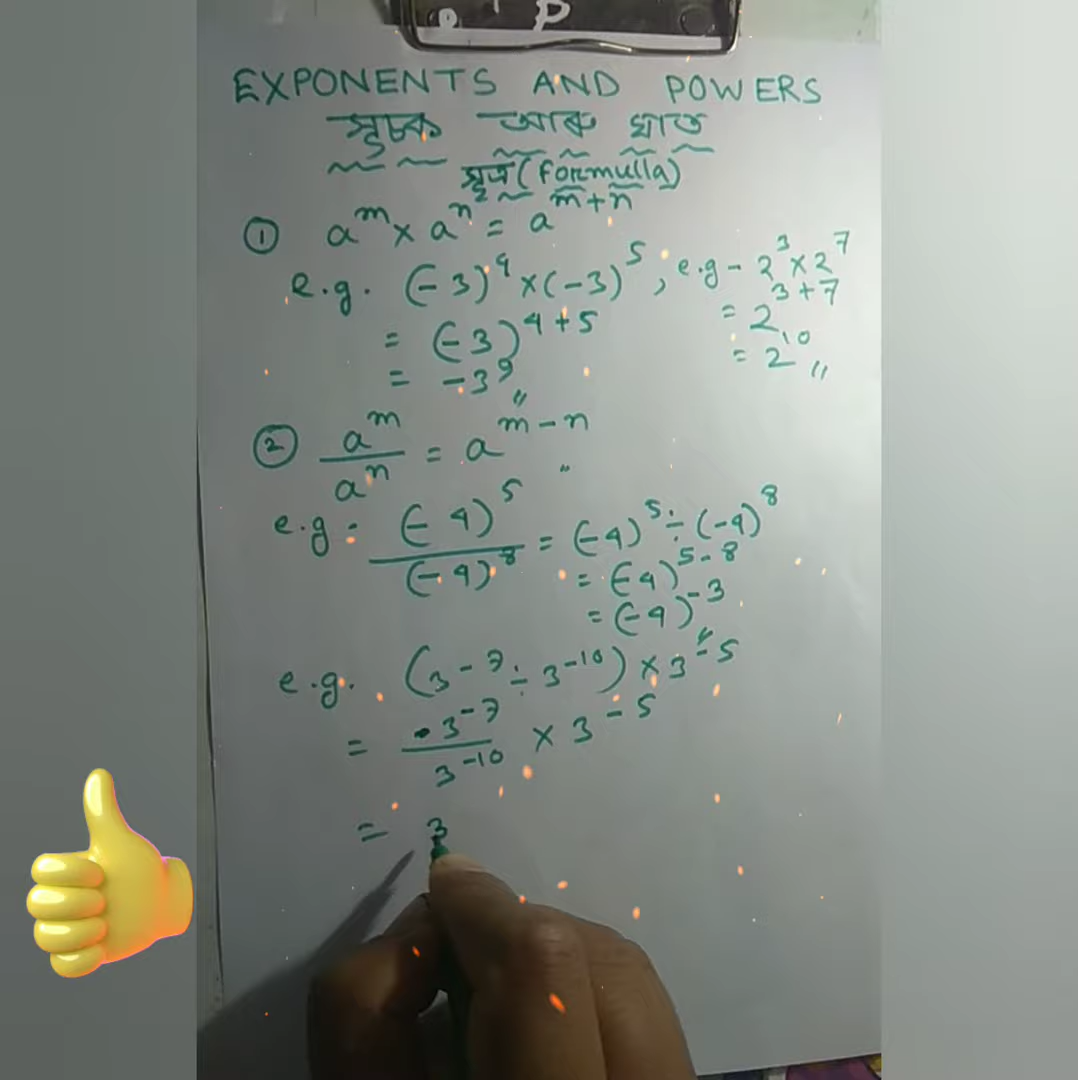 EXPONENTS AND POWERS
সূচক আৰু ঘাত
সূত্ৰ (formulla)
① a^m × a^n = a^m+n
e.g. (-3)^4 × (-3)^5, e.g - 2^3 × 2^7
= (-3)^4+5 = 2^3+7
= -3^9 〃 = 2^10 〃
② a^m / a^n = a^m-n 〃
e.g = (-4)^5 / (-4)^8 = (-4)^5 ÷ (-4)^8
= (-4)^5-8
= (-4)^-3 〃
e.g. (3^-7 ÷ 3^-10) × 3^-5
= 3^-7 / 3^-10 × 3^-5
= 3